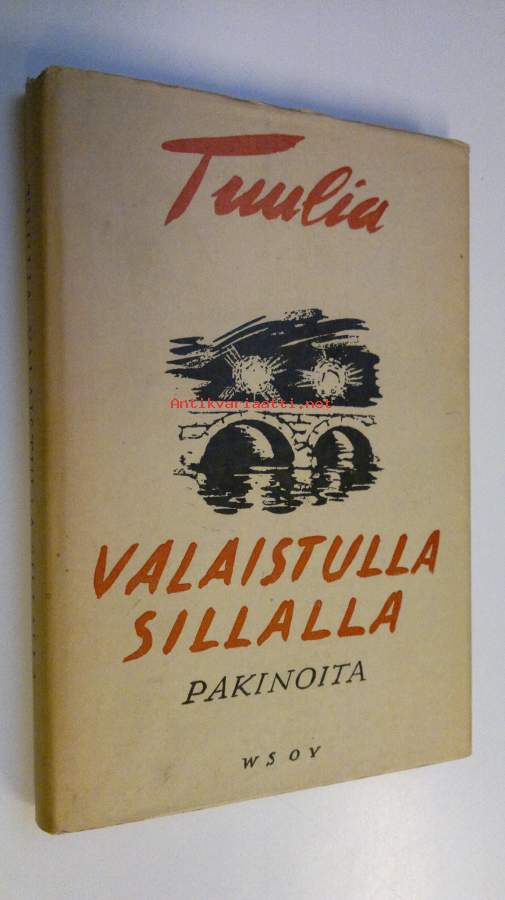 Tuulia
Antikvariaatti.net
VALAISTULLA
SILLALLA
PAKINOITA
WSOY